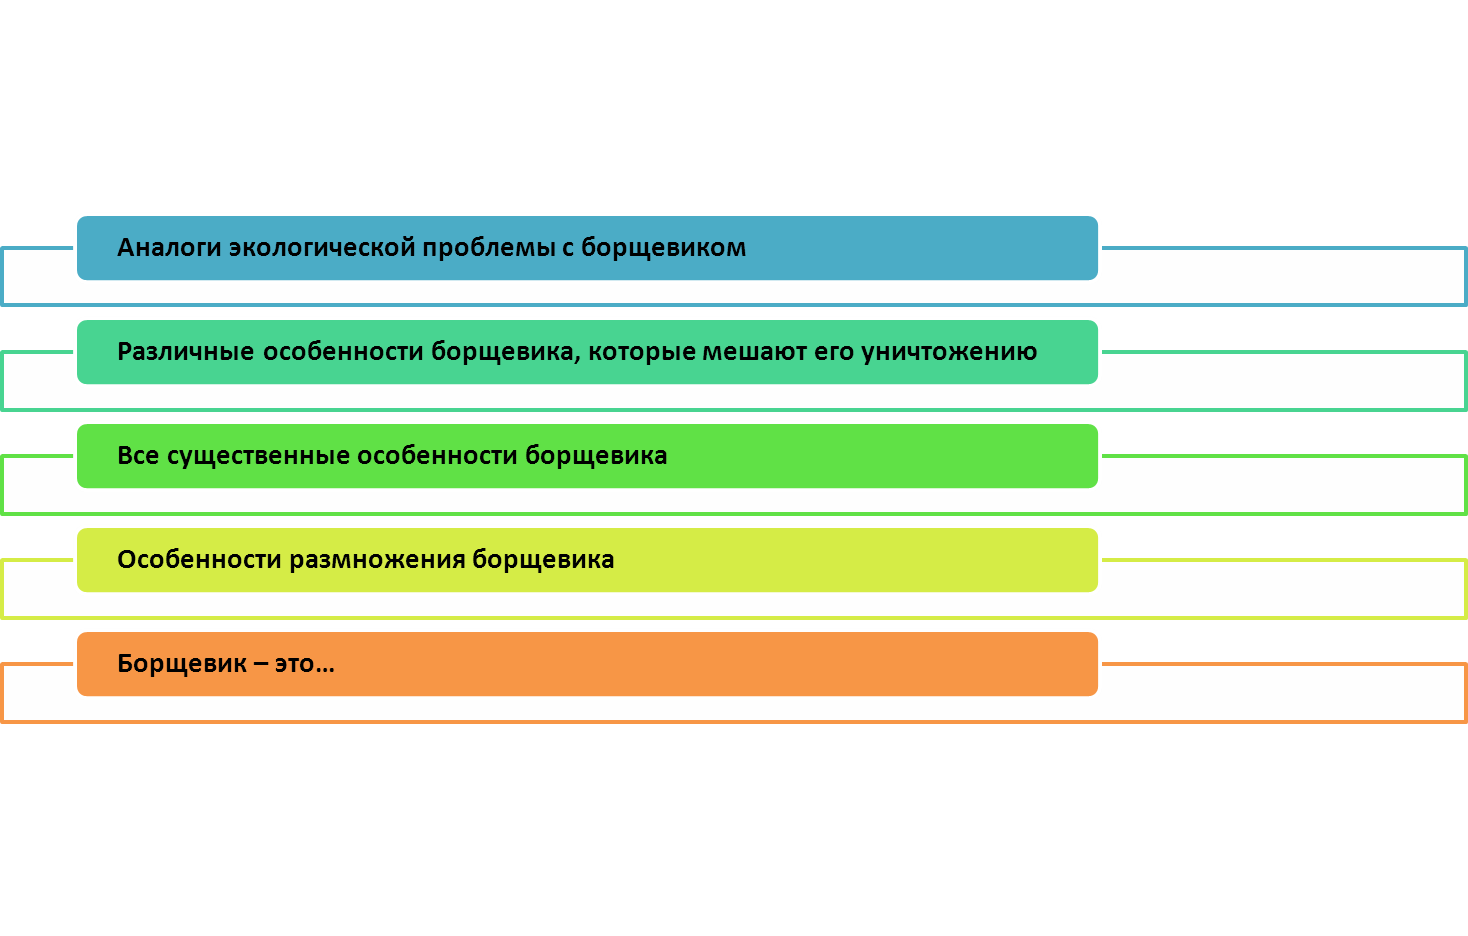 Аналоги экологической проблемы с борщевиком
Различные особенности борщевика, которые мешают его уничтожению
Все существенные особенности борщевика
Особенности размножения борщевика
Борщевик – это…